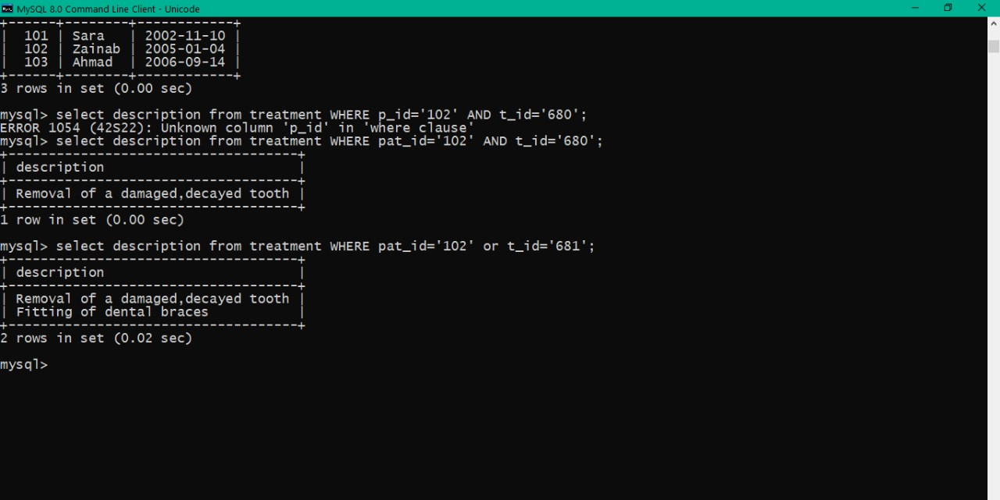 MySQL 8.0 Command Line Client - Unicode
+------+--------+------------+
|  101 | Sara   | 2002-11-10 |
|  102 | Zainab | 2005-01-04 |
|  103 | Ahmad  | 2006-09-14 |
+------+--------+------------+
3 rows in set (0.00 sec)

mysql> select description from treatment WHERE p_id='102' AND t_id='680';
ERROR 1054 (42S22): Unknown column 'p_id' in 'where clause'
mysql> select description from treatment WHERE pat_id='102' AND t_id='680';
+------------------------------------+
| description                        |
+------------------------------------+
| Removal of a damaged,decayed tooth |
+------------------------------------+
1 row in set (0.00 sec)

mysql> select description from treatment WHERE pat_id='102' or t_id='681';
+------------------------------------+
| description                        |
+------------------------------------+
| Removal of a damaged,decayed tooth |
| Fitting of dental braces           |
+------------------------------------+
2 rows in set (0.02 sec)

mysql>